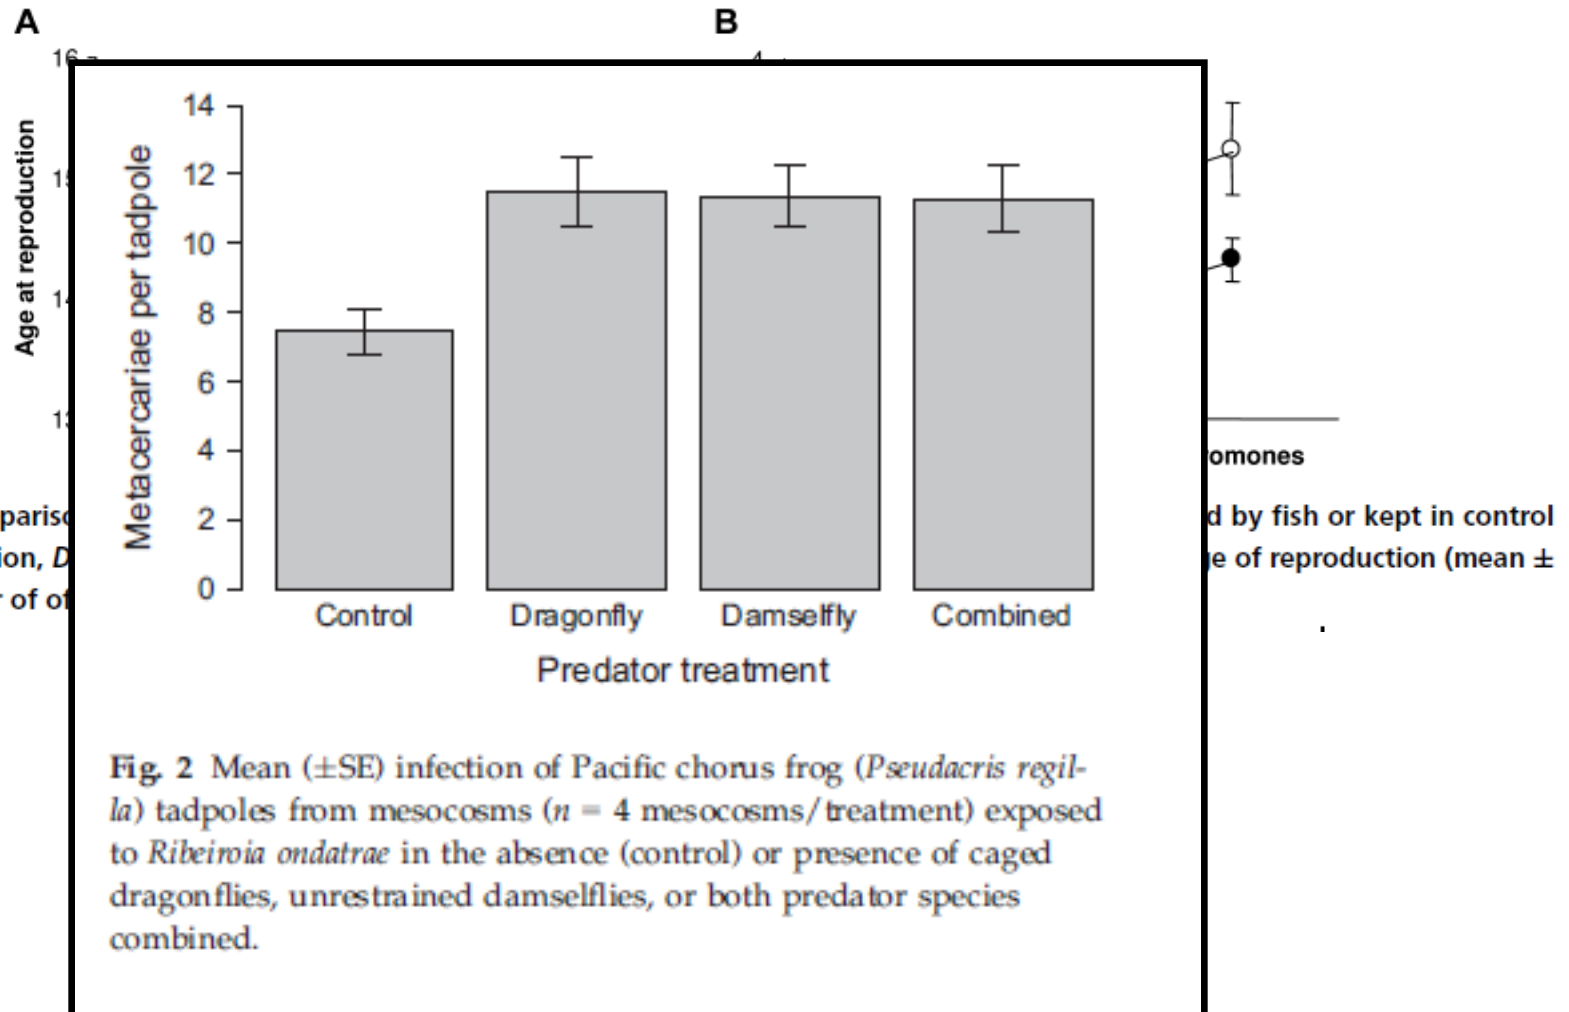 A
B
Age at reproduction
14
12
10
8
6
4
2
0
Metacercariae per tadpole
Control Dragonfly Damselfly Combined
Predator treatment
Fig. 2 Mean (±SE) infection of Pacific chorus frog (Pseudacris regil-
la) tadpoles from mesocosms (n = 4 mesocosms/treatment) exposed
to Ribeiroia ondatrae in the absence (control) or presence of caged
dragonflies, unrestrained damselflies, or both predator species
combined.
d by fish or kept in control
of reproduction (mean ±